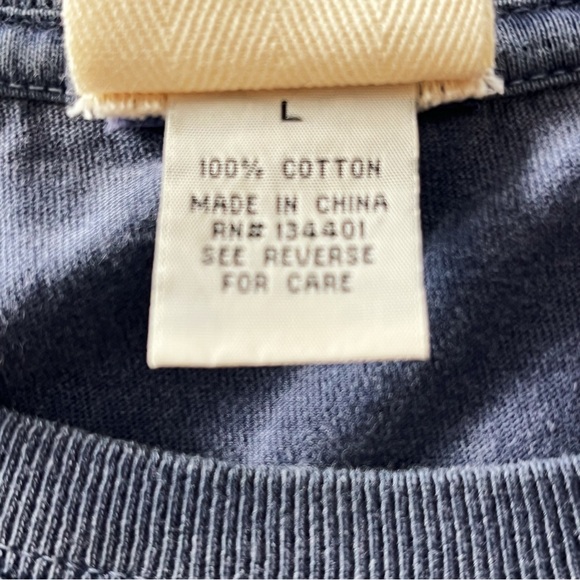 L
100% COTTON
MADE IN CHINA
RN# 134401
SEE REVERSE
FOR CARE